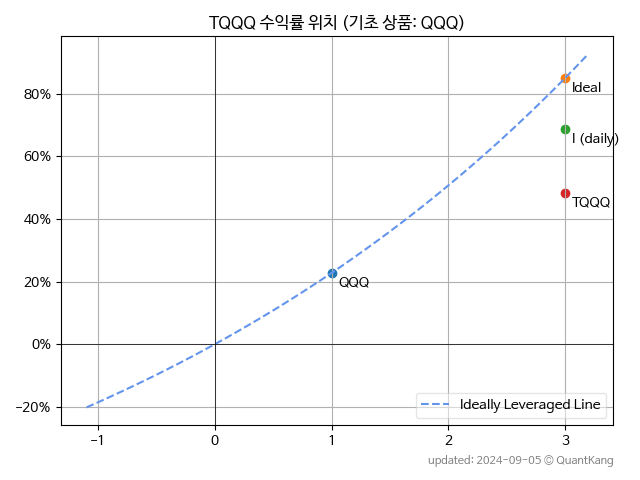 TQQQ 수익률 위치 (기초 상품: QQQ)
80%
60%
40%
20%
0%
−20%
Ideal
I (daily)
TQQQ
QQQ
Ideally Leveraged Line
−1 0 1 2 3
updated: 2024-09-05 © QuantKang